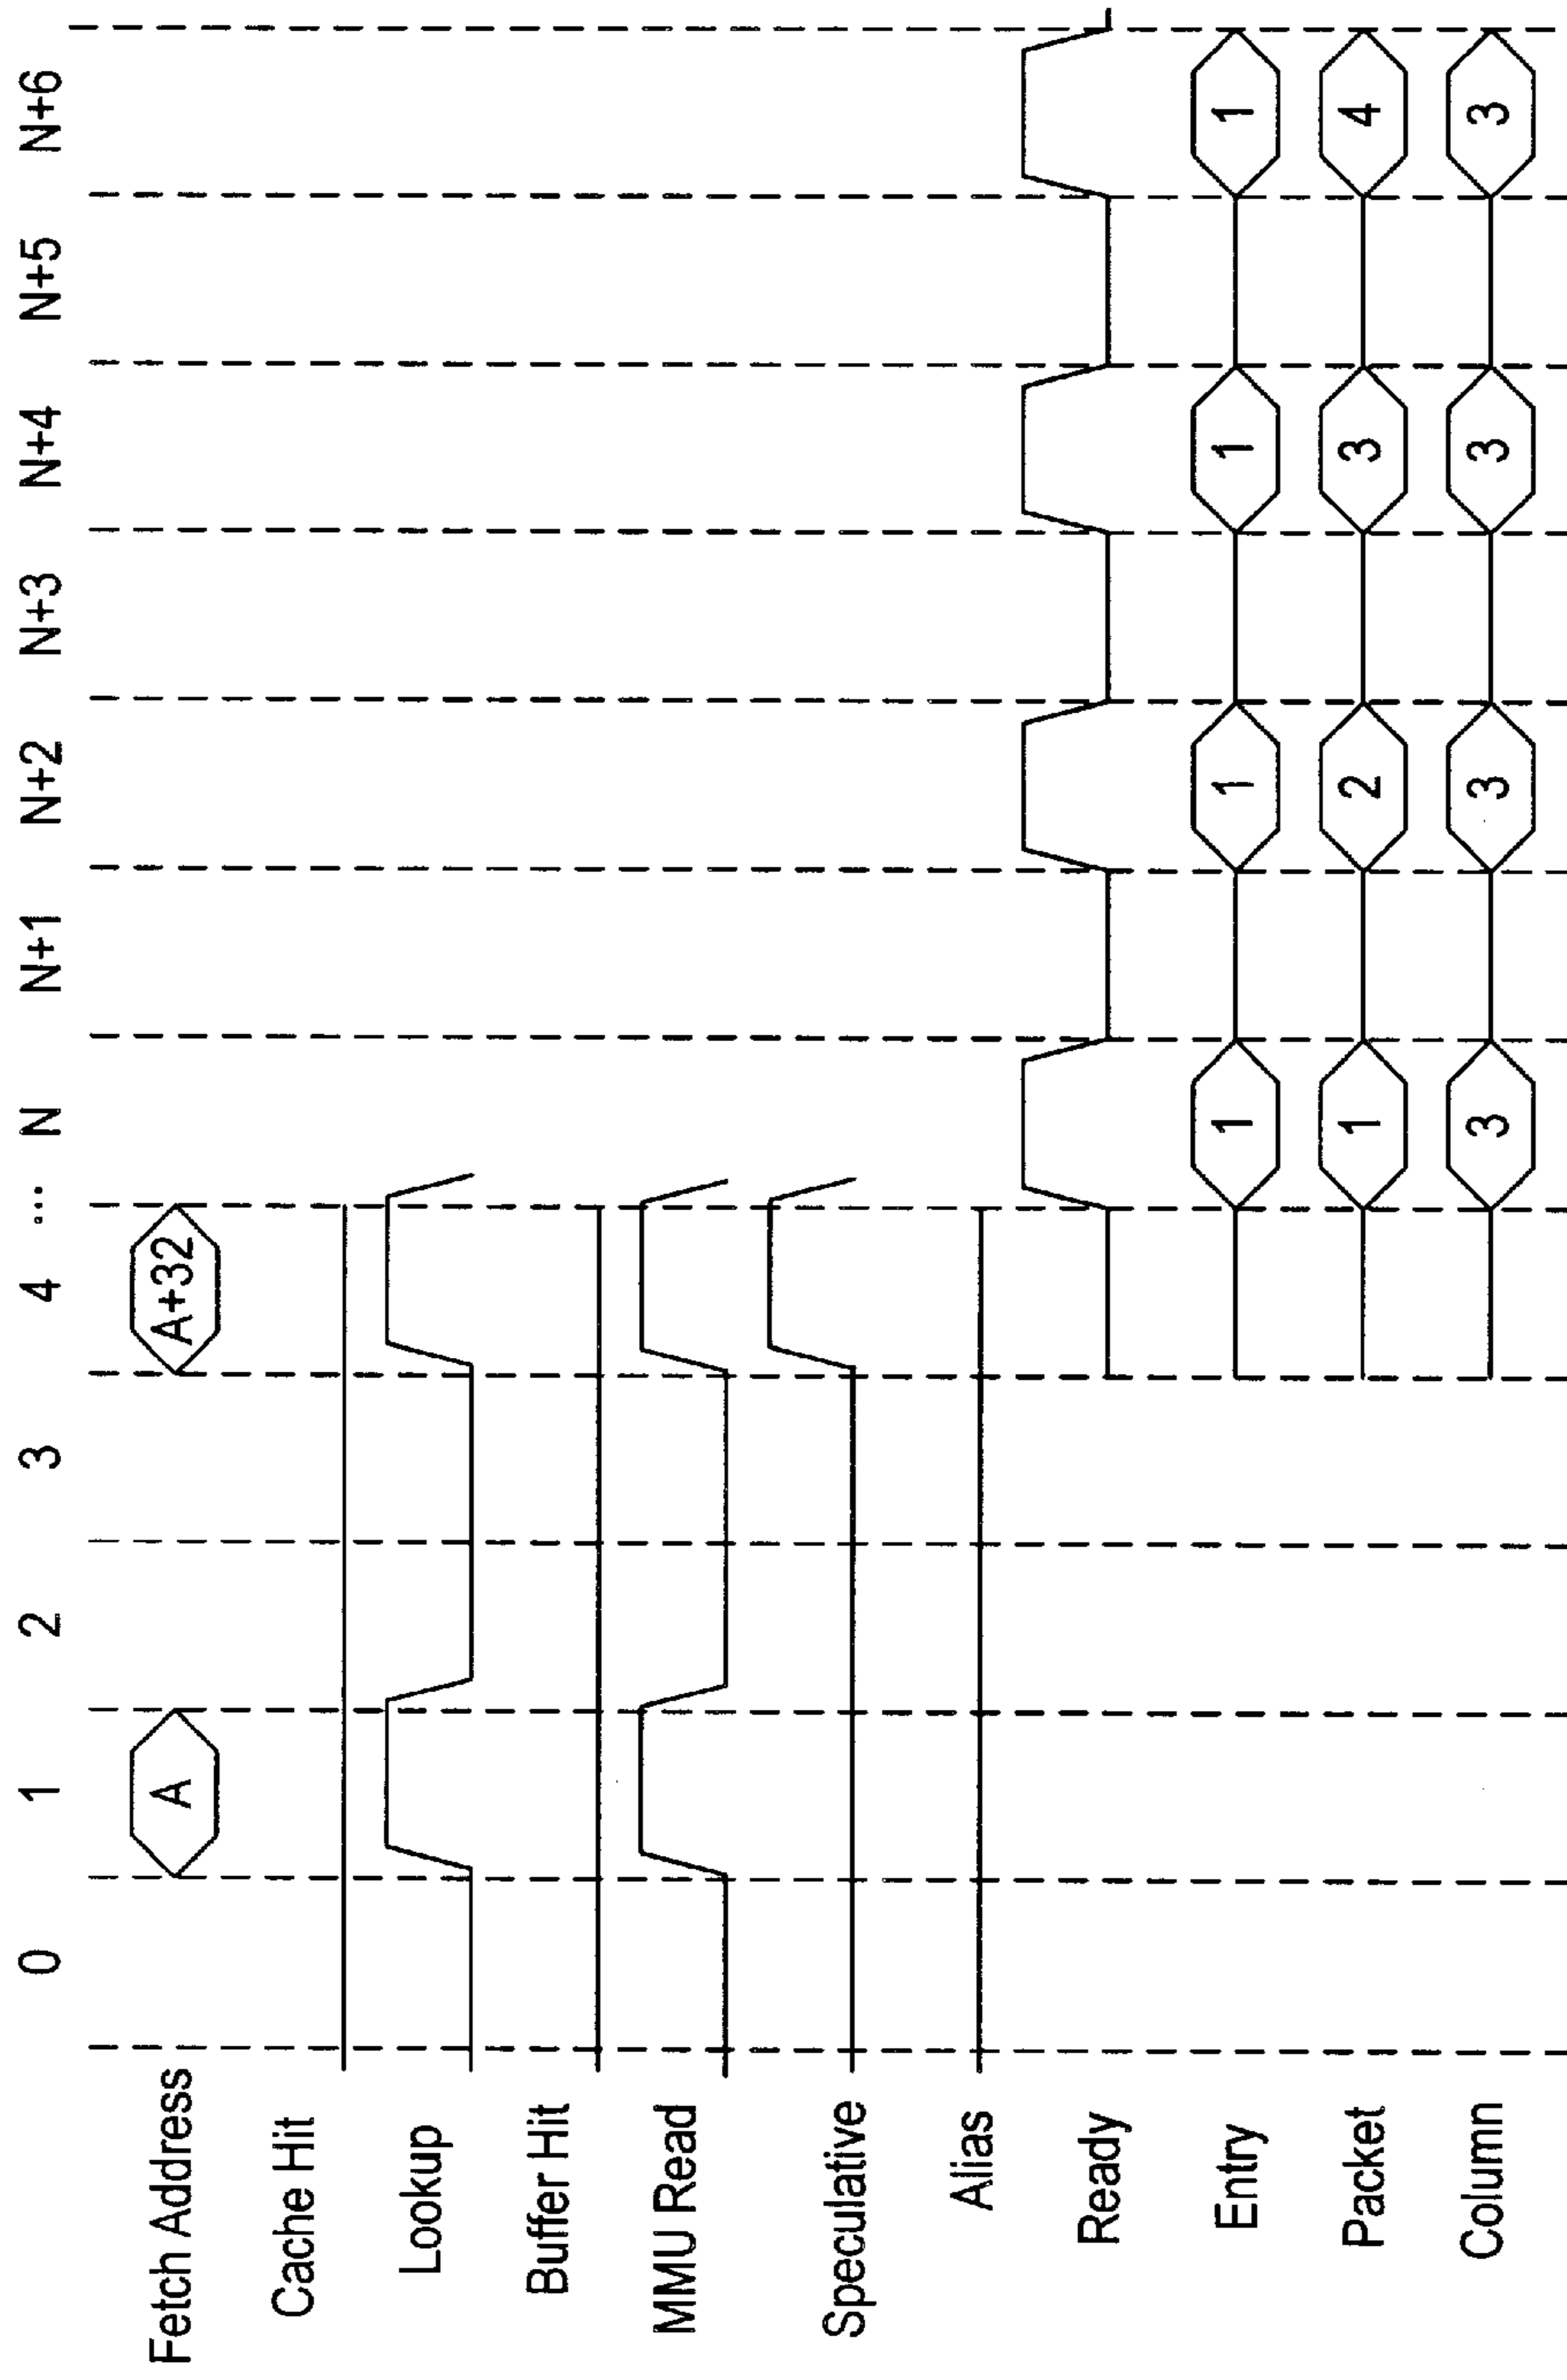 0 1 2 3 4 ... N N+1 N+2 N+3 N+4 N+5 N+6
Fetch Address A A+32
Cache Hit
Lookup
Buffer Hit
MMU Read
Speculative
Alias
Ready
Entry 1 1 1 1
Packet 1 2 3 4
Column 3 3 3 3